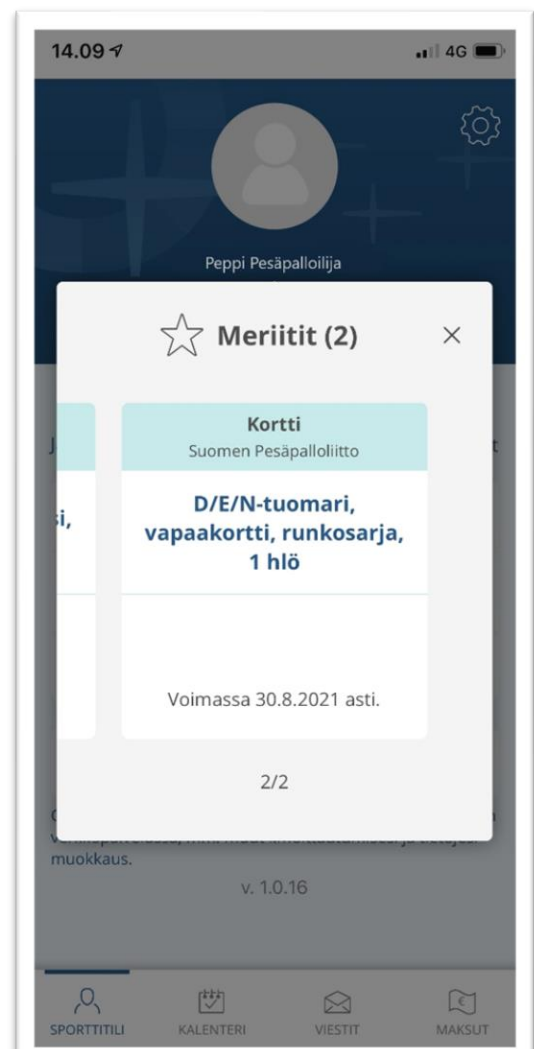 14.09
4G
Peppi Pesäpalloilija
Meriitit (2)
Kortti
Suomen Pesäpalloliitto
D/E/N-tuomari,
vapaakortti, runkosarja,
1 hlö
Voimassa 30.8.2021 asti.
2/2
muokkaus.
v. 1.0.16
SPORTTITILI
KALENTERI
VIESTIT
MAKSUT